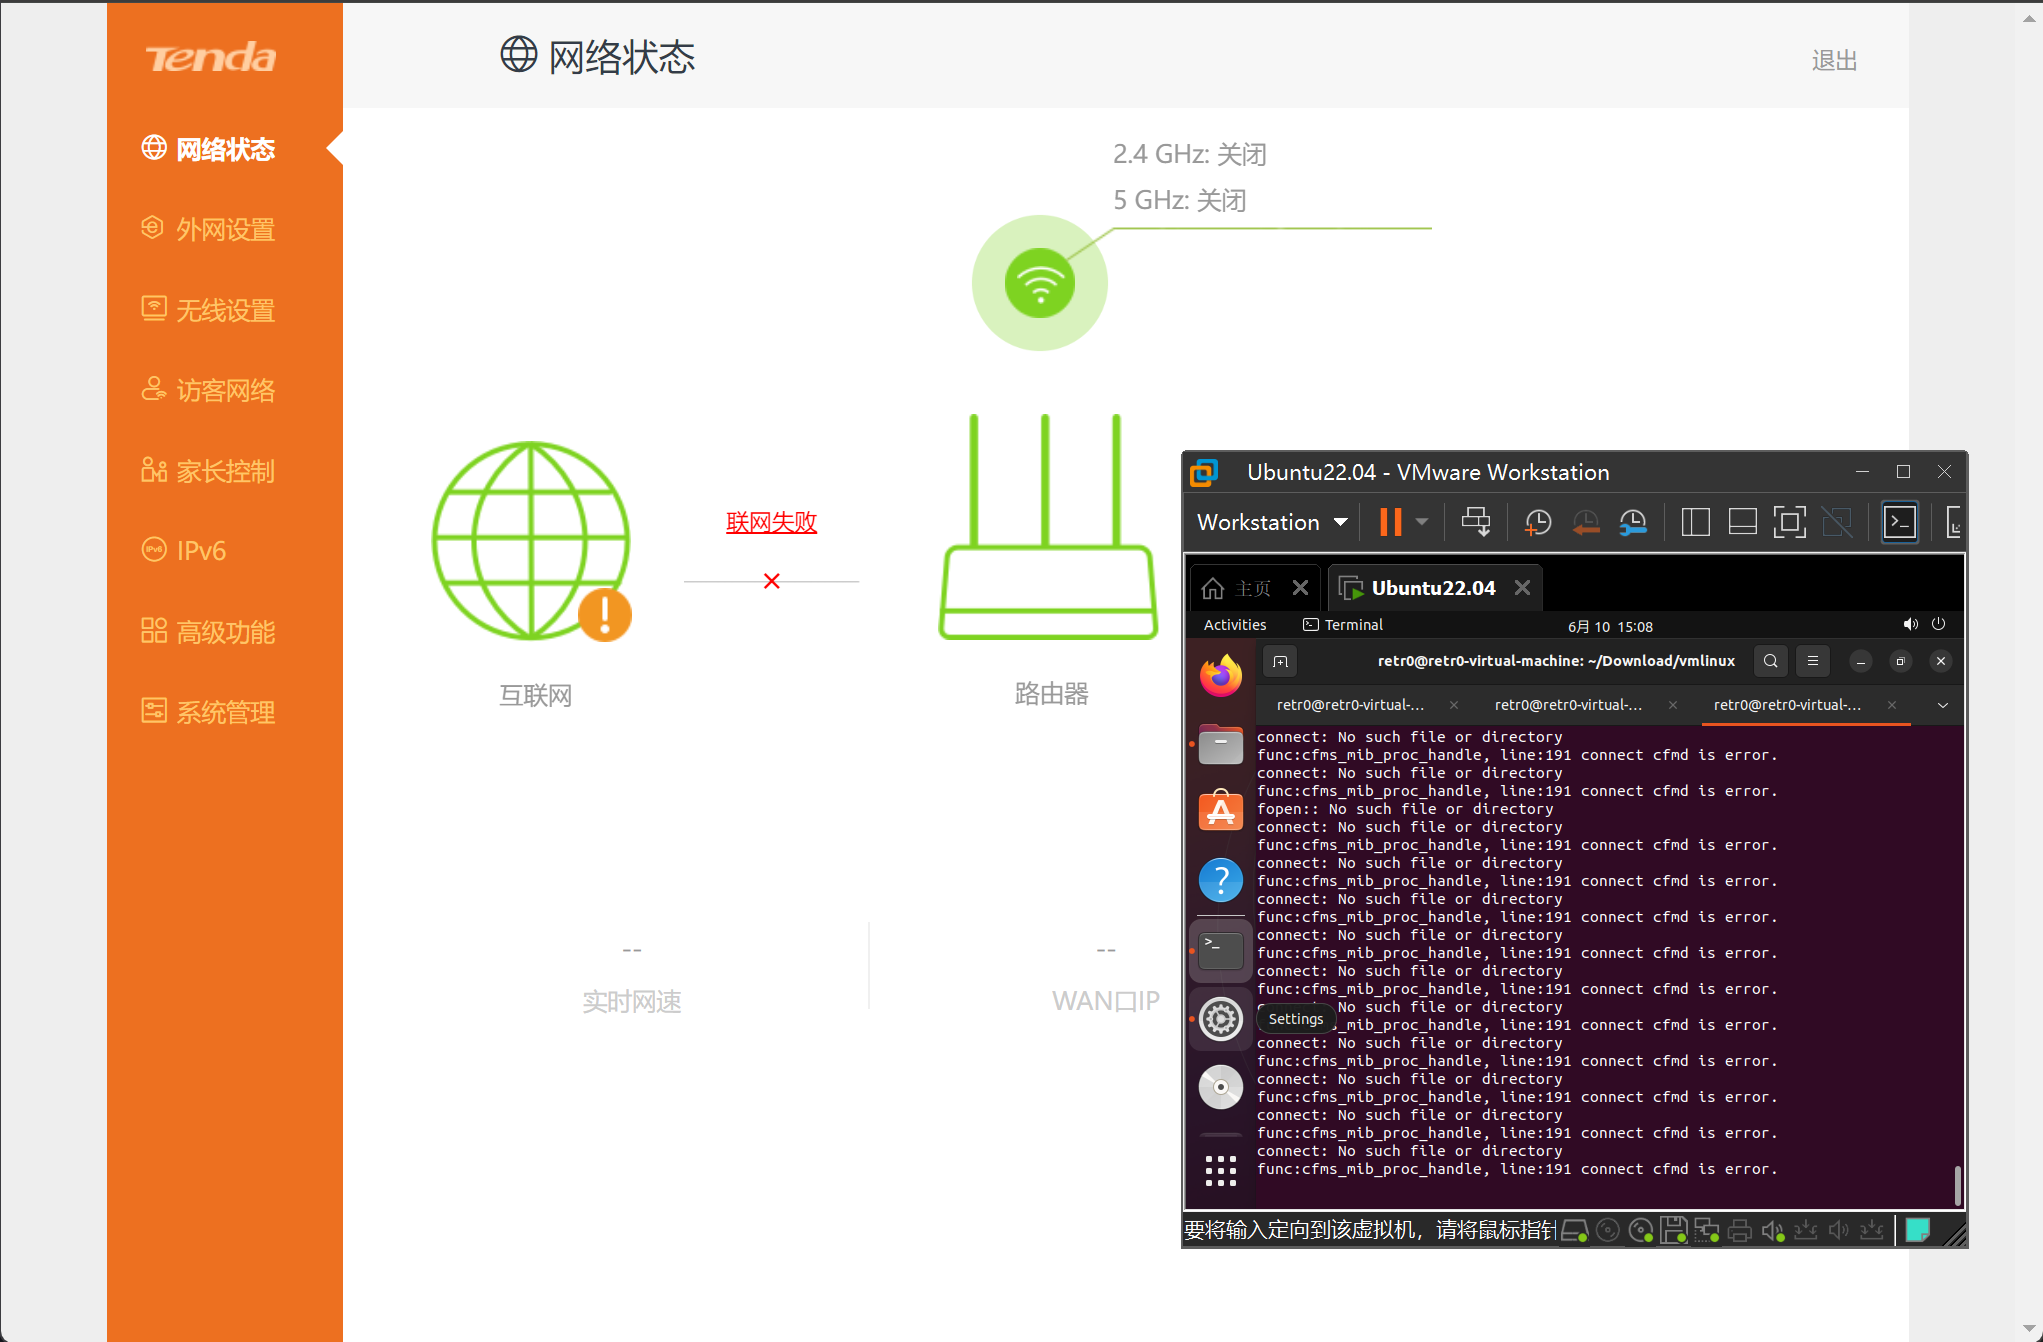 Tenda
网络状态
退出
网络状态
外网设置
无线设置
访客网络
家长控制
IPv6
IPv6
高级功能
系统管理
2.4 GHz: 关闭
5 GHz: 关闭
联网失败
互联网
路由器
--
实时网速
--
WAN口IP
Ubuntu22.04 - VMware Workstation
Workstation
主页
Ubuntu22.04
Activities
Terminal
6月 10 15:08
retr0@retr0-virtual-machine: ~/Download/vmlinux
retr0@retr0-virtual-...
retr0@retr0-virtual-...
retr0@retr0-virtual-...
connect: No such file or directory
func:cfms_mib_proc_handle, line:191 connect cfmd is error.
connect: No such file or directory
func:cfms_mib_proc_handle, line:191 connect cfmd is error.
fopen:: No such file or directory
connect: No such file or directory
func:cfms_mib_proc_handle, line:191 connect cfmd is error.
connect: No such file or directory
func:cfms_mib_proc_handle, line:191 connect cfmd is error.
connect: No such file or directory
func:cfms_mib_proc_handle, line:191 connect cfmd is error.
connect: No such file or directory
func:cfms_mib_proc_handle, line:191 connect cfmd is error.
connect: No such file or directory
func:cfms_mib_proc_handle, line:191 connect cfmd is error.
No such file or directory
Settings
s_mib_proc_handle, line:191 connect cfmd is error.
connect: No such file or directory
func:cfms_mib_proc_handle, line:191 connect cfmd is error.
connect: No such file or directory
func:cfms_mib_proc_handle, line:191 connect cfmd is error.
connect: No such file or directory
func:cfms_mib_proc_handle, line:191 connect cfmd is error.
connect: No such file or directory
func:cfms_mib_proc_handle, line:191 connect cfmd is error.
要将输入定向到该虚拟机，请将鼠标指针